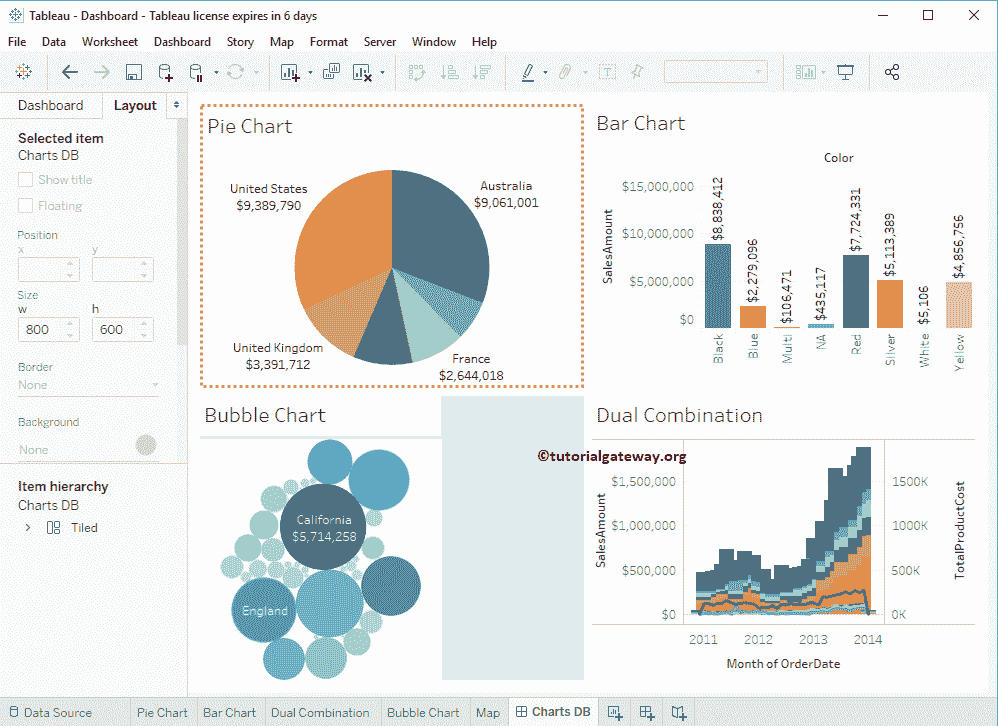 Tableau - Dashboard - Tableau license expires in 6 days
File Data Worksheet Dashboard Story Map Format Server Window Help
Dashboard Layout
Selected item
Charts DB
Show title
Floating
Position
x y
Size
w h
800 600
Border
None
Background
None
Item hierarchy
Charts DB
Tiled
Pie Chart
United States
$9,389,790
Australia
$9,061,001
United Kingdom
$3,391,712
France
$2,644,018
Bar Chart
Color
SalesAmount
$15,000,000
$10,000,000
$5,000,000
$0
$8,838,412
$2,279,096
$106,471
$435,117
$7,724,331
$5,113,389
$5,106
$4,856,756
Black
Blue
Multi
NA
Red
Silver
White
Yellow
Bubble Chart
California
$5,714,258
England
©tutorialgateway.org
Dual Combination
SalesAmount
$1,500,000
$1,000,000
$500,000
$0
1500K
1000K
500K
0K
TotalProductCost
2011 2012 2013 2014
Month of OrderDate
Data Source Pie Chart Bar Chart Dual Combination Bubble Chart Map Charts DB